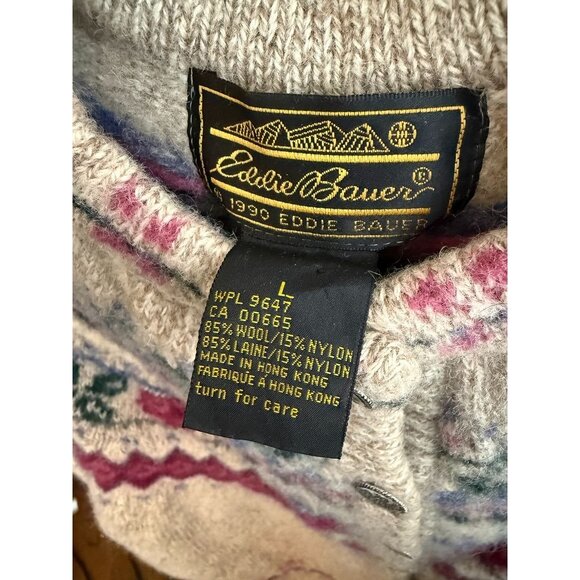 Eddie Bauer ®
© 1990 EDDIE BAUER
L
WPL 9647
CA 00665
85% WOOL/15% NYLON
85% LAINE/15% NYLON
MADE IN HONG KONG
FABRIQUÉ À HONG KONG
turn for care